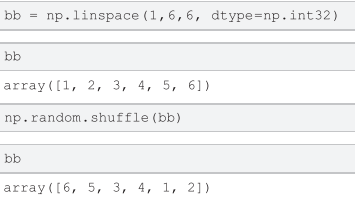 bb = np.linspace(1,6,6, dtype=np.int32)
bb
array([1, 2, 3, 4, 5, 6])
np.random.shuffle(bb)
bb
array([6, 5, 3, 4, 1, 2])